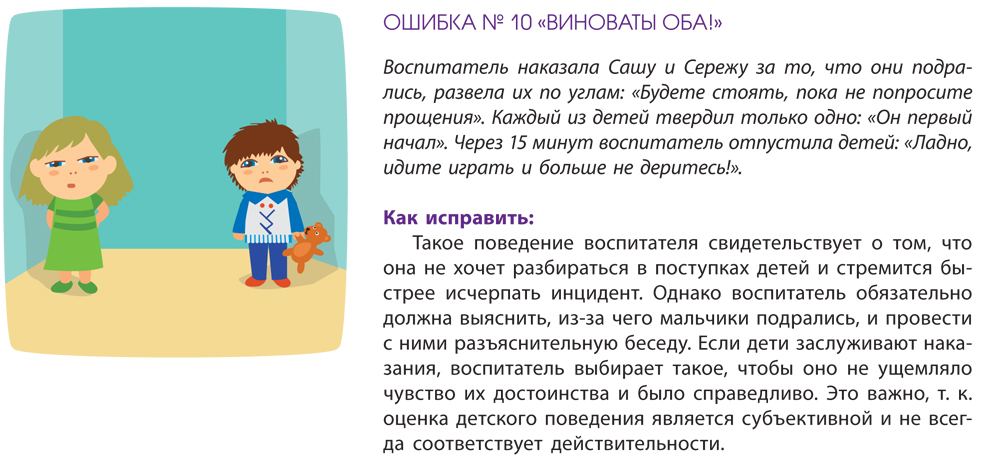 ОШИБКА № 10 «ВИНОВАТЫ ОБА!»
Воспитатель наказала Сашу и Сережу за то, что они подра-
лись, развела их по углам: «Будете стоять, пока не попросите
прощения». Каждый из детей твердил только одно: «Он первый
начал». Через 15 минут воспитатель отпустила детей: «Ладно,
идите играть и больше не деритесь!».
Как исправить:
Такое поведение воспитателя свидетельствует о том, что
она не хочет разбираться в поступках детей и стремится бы-
стрее исчерпать инцидент. Однако воспитатель обязательно
должна выяснить, из-за чего мальчики подрались, и провести
с ними разъяснительную беседу. Если дети заслуживают нака-
зания, воспитатель выбирает такое, чтобы оно не ущемляло
чувство их достоинства и было справедливо. Это важно, т. к.
оценка детского поведения является субъективной и не всег-
да соответствует действительности.